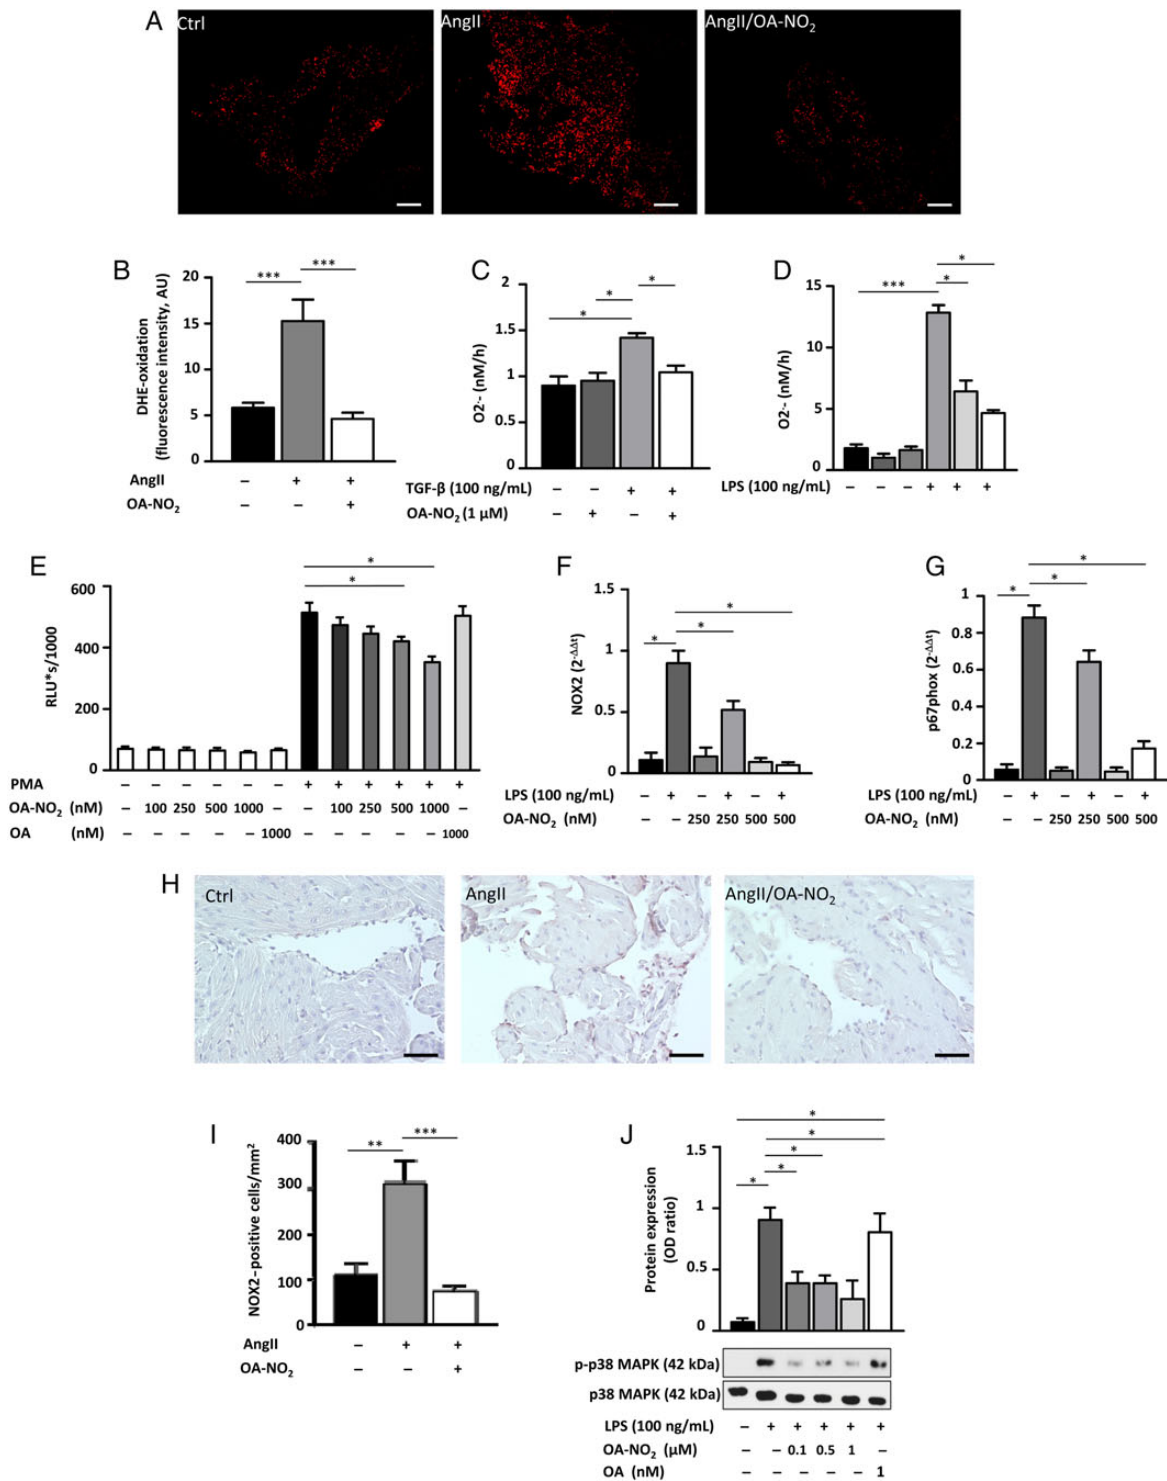 A
Ctrl
AngII
AngII/OA-NO2
B
DHE-oxidation
(fluorescence intensity, AU)
20
15
10
5
0
*** ***
AngII – + +
OA-NO2 – – +
C
O2·- (nM/h)
2
1.5
1
0.5
0
* * *
TGF-β (100 ng/mL) – – + +
OA-NO2 (1 μM) – + – +
D
O2·- (nM/h)
15
10
5
0
*** * *
LPS (100 ng/mL) – – – + + +
E
RLU*s/1000
600
400
200
0
*
*
PMA – – – – – – + + + + + +
OA-NO2 (nM) – 100 250 500 1000 – – 100 250 500 1000 –
OA (nM) – – – – – 1000 – – – – – 1000
F
NOX2 (2-ΔΔt)
1.5
1
0.5
0
* * *
LPS (100 ng/mL) – + – + – +
OA-NO2 (nM) – – 250 250 500 500
G
p67phox (2-ΔΔt)
1
0.8
0.6
0.4
0.2
0
* * *
LPS (100 ng/mL) – + – + – +
OA-NO2 (nM) – – 250 250 500 500
H
Ctrl
AngII
AngII/OA-NO2
I
NOX2-positive cells/mm2
400
300
200
100
0
** ***
AngII – + +
OA-NO2 – – +
J
Protein expression
(OD ratio)
1.5
1
0.5
0
*
*
*
*
*
p-p38 MAPK (42 kDa)
p38 MAPK (42 kDa)
LPS (100 ng/mL) – + + + + +
OA-NO2 (μM) – – 0.1 0.5 1 –
OA (nM) – – – – – 1